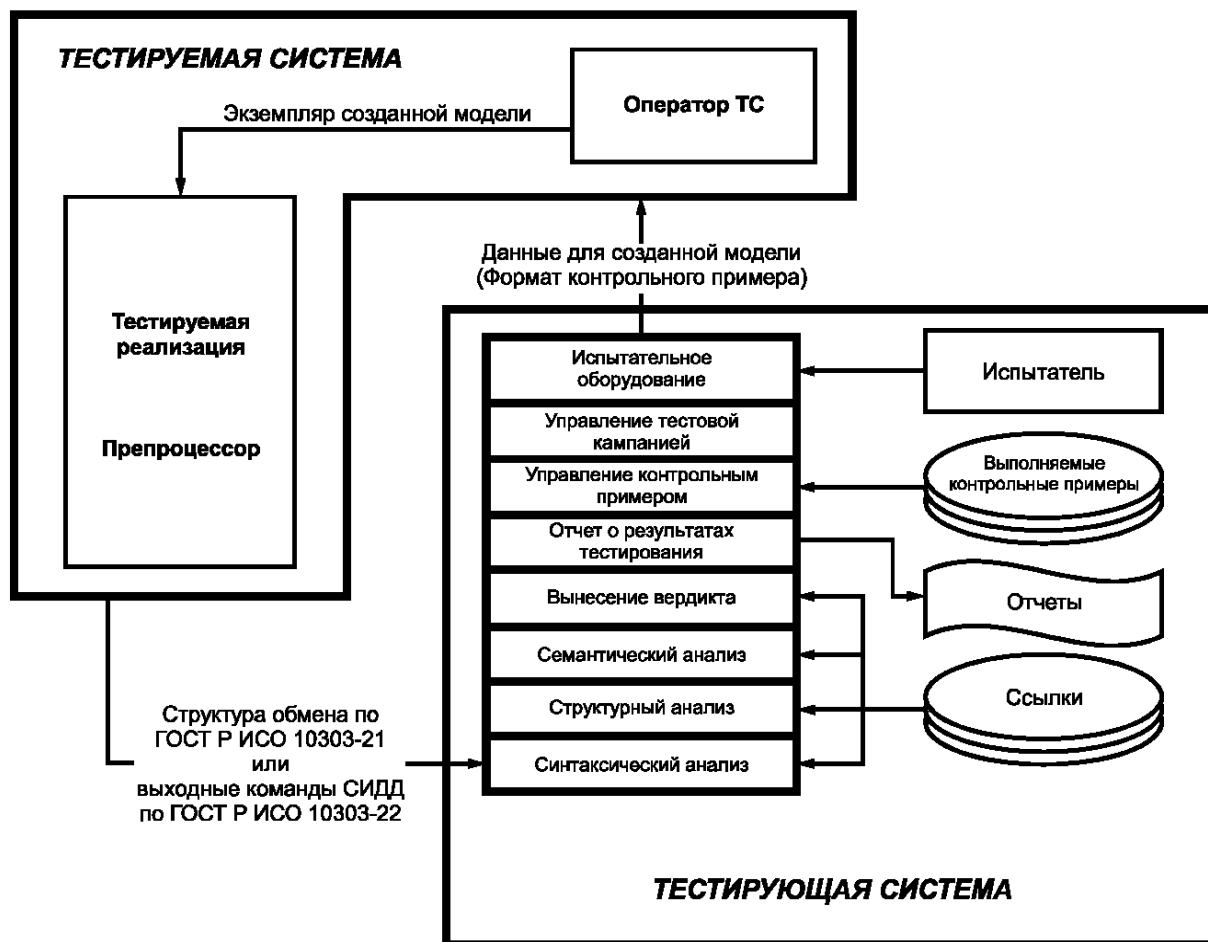 ТЕСТИРУЕМАЯ СИСТЕМА
Оператор ТС
Экземпляр созданной модели
Тестируемая
реализация
Препроцессор
Данные для созданной модели
(Формат контрольного примера)
Испытательное
оборудование
Испытатель
Управление тестовой
кампанией
Управление контрольным
примером
Выполняемые
контрольные примеры
Отчет о результатах
тестирования
Отчеты
Вынесение вердикта
Семантический анализ
Структурный анализ
Ссылки
Синтаксический анализ
Структура обмена по
ГОСТ Р ИСО 10303-21
или
выходные команды СИДД
по ГОСТ Р ИСО 10303-22
ТЕСТИРУЮЩАЯ СИСТЕМА